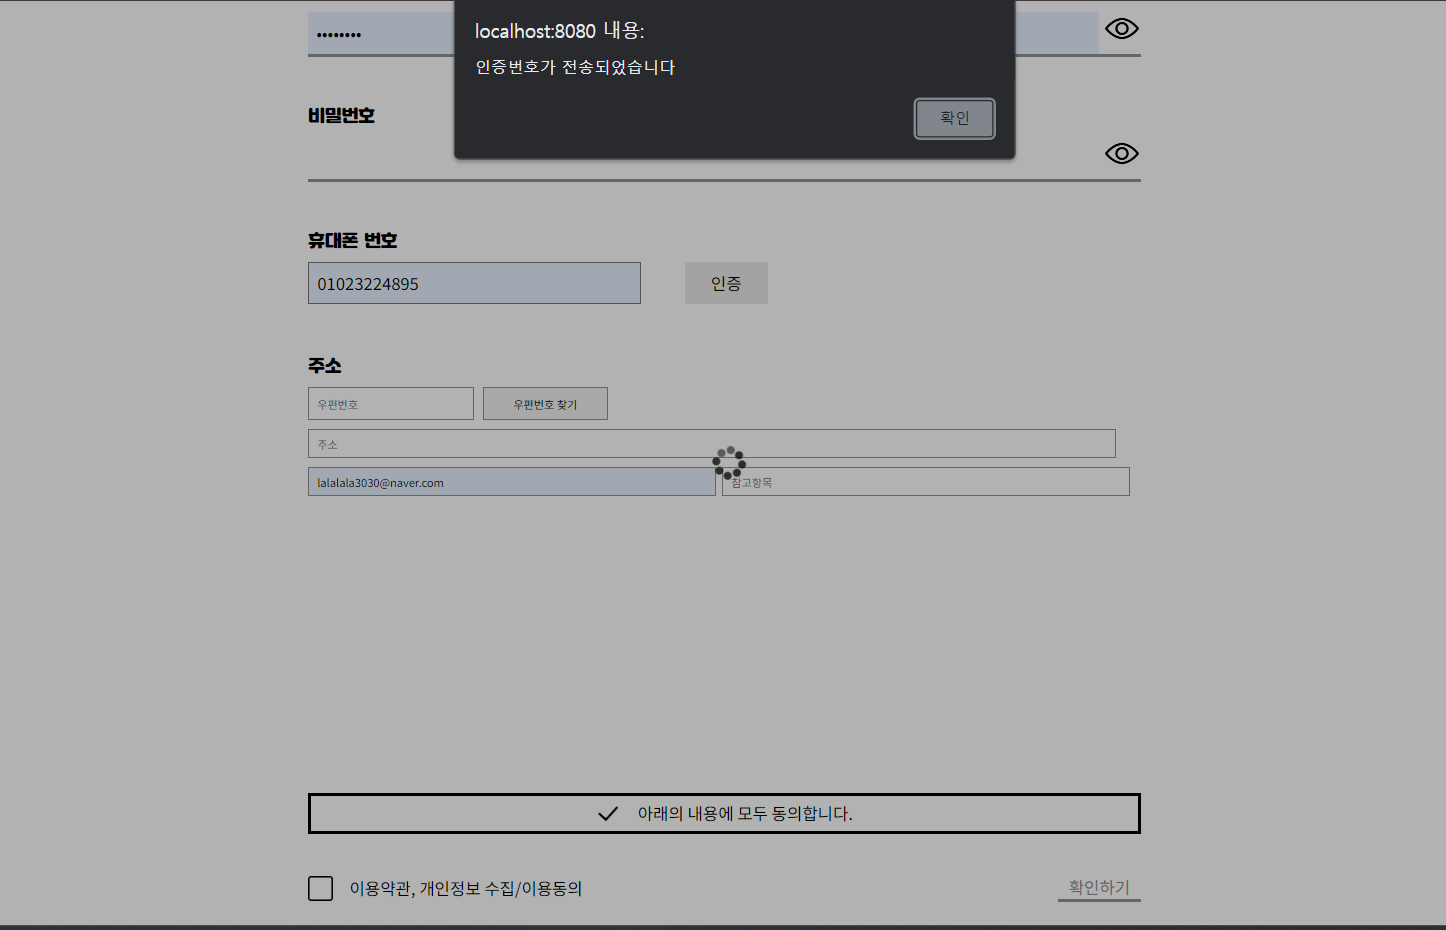 localhost:8080 내용:
인증번호가 전송되었습니다
확인
••••••••
비밀번호
휴대폰 번호
01023224895
인증
주소
우편번호
우편번호 찾기
주소
lalalala3030@naver.com
참고항목
아래의 내용에 모두 동의합니다.
이용약관, 개인정보 수집/이용동의
확인하기